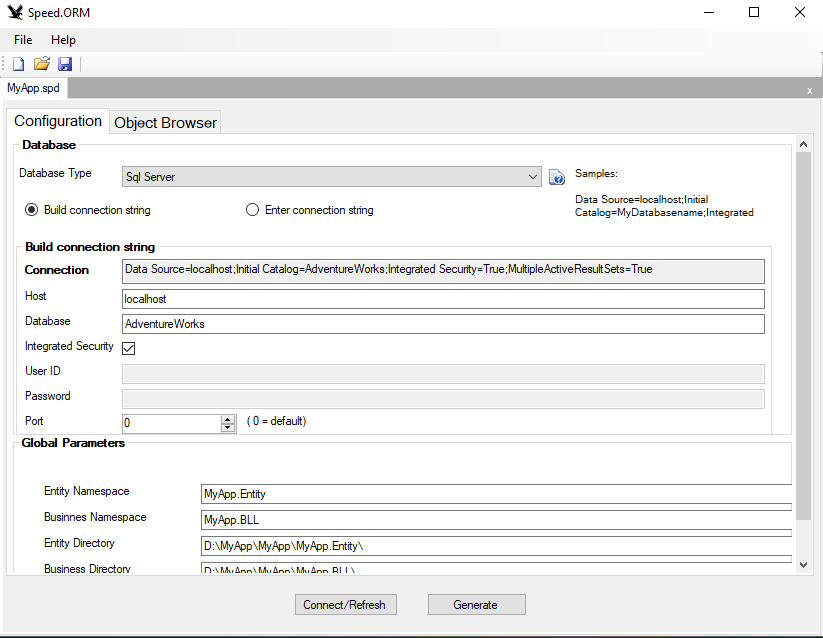 Speed.ORM
File Help
MyApp.spd
x
Configuration Object Browser
Database
Database Type Sql Server Samples:
Data Source=localhost;Initial
Catalog=MyDatabasename;Integrated
Build connection string Enter connection string
Build connection string
Connection Data Source=localhost;Initial Catalog=AdventureWorks;Integrated Security=True;MultipleActiveResultSets=True
Host localhost
Database AdventureWorks
Integrated Security
User ID
Password
Port 0 ( 0 = default)
Global Parameters
Entity Namespace MyApp.Entity
Businnes Namespace MyApp.BLL
Entity Directory D:\MyApp\MyApp\MyApp.Entity\
Business Directory D:\MyApp\MyApp\MyApp.BLL\
Connect/Refresh Generate